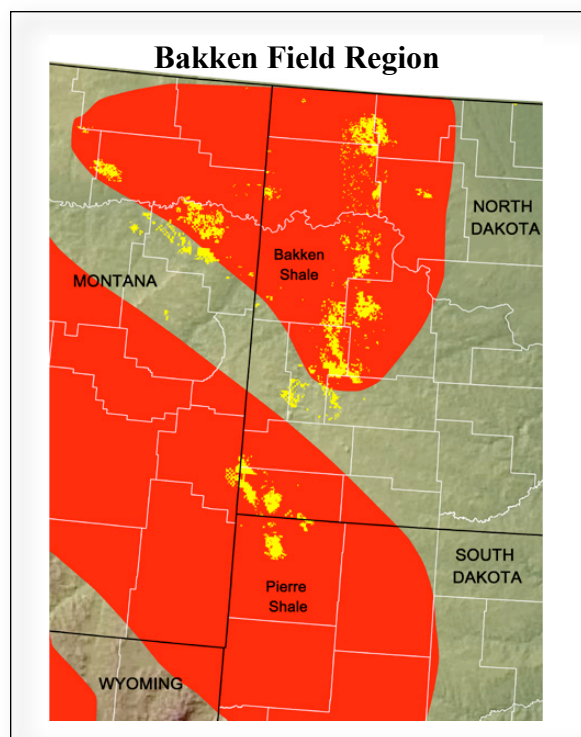 Bakken Field Region
NORTH
DAKOTA
Bakken
Shale
MONTANA
SOUTH
DAKOTA
Pierre
Shale
WYOMING